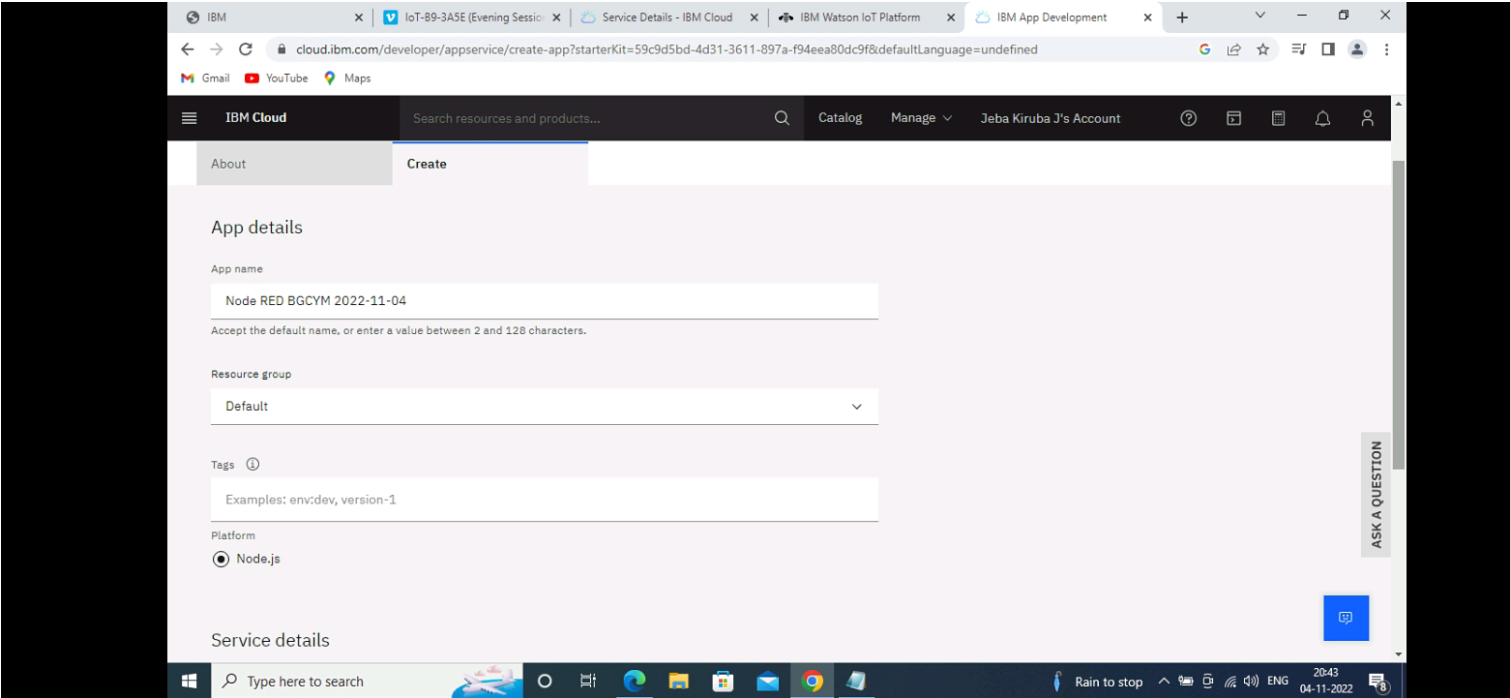 IBM
IoT-B9-3A5E (Evening Sessio
Service Details - IBM Cloud
IBM Watson IoT Platform
IBM App Development
cloud.ibm.com/developer/appservice/create-app?starterKit=59c9d5bd-4d31-3611-897a-f94eea80dc9f&defaultLanguage=undefined
Gmail YouTube Maps
IBM Cloud
Search resources and products...
Catalog
Manage
Jeba Kiruba J's Account
About
Create
App details
App name
Node RED BGCYM 2022-11-04
Accept the default name, or enter a value between 2 and 128 characters.
Resource group
Default
Tags
Examples: env:dev, version-1
Platform
Node.js
Service details
ASK A QUESTION
Type here to search
Rain to stop
ENG
20:43
04-11-2022
8